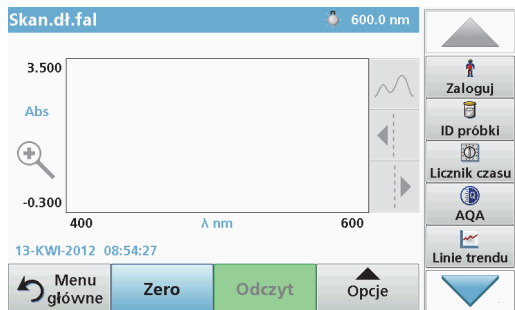 Skan.dł.fal 600.0 nm
3.500
Abs
-0.300
400 λ nm 600
13-KWI-2012 08:54:27
Menu główne
Zero
Odczyt
Opcje
Zaloguj
ID próbki
Licznik czasu
AQA
Linie trendu